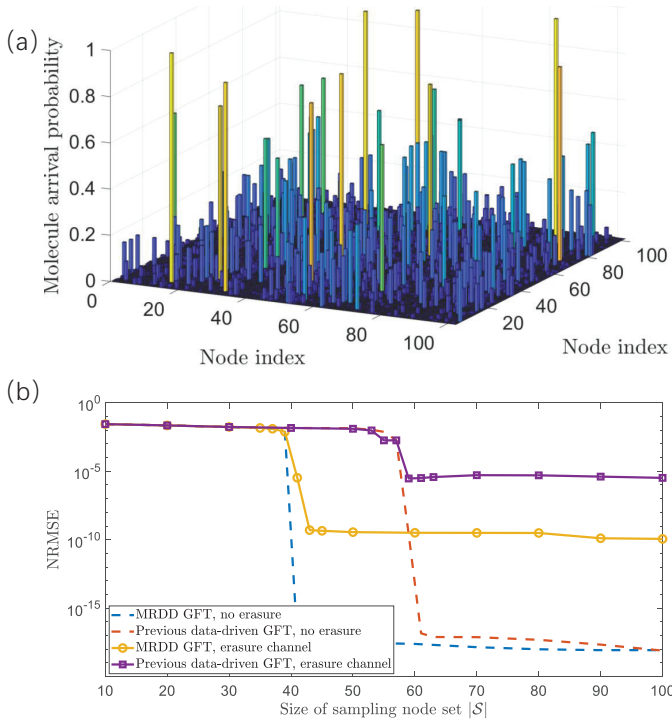 (a)
Molecule arrival probability
1
0.8
0.6
0.4
0.2
0
0
20
40
60
80
100
Node index
20
40
60
80
100
Node index
(b)
NRMSE
10^0
10^-5
10^-10
10^-15
MRDD GFT, no erasure
Previous data-driven GFT, no erasure
MRDD GFT, erasure channel
Previous data-driven GFT, erasure channel
10 20 30 40 50 60 70 80 90 100
Size of sampling node set |𝒮|